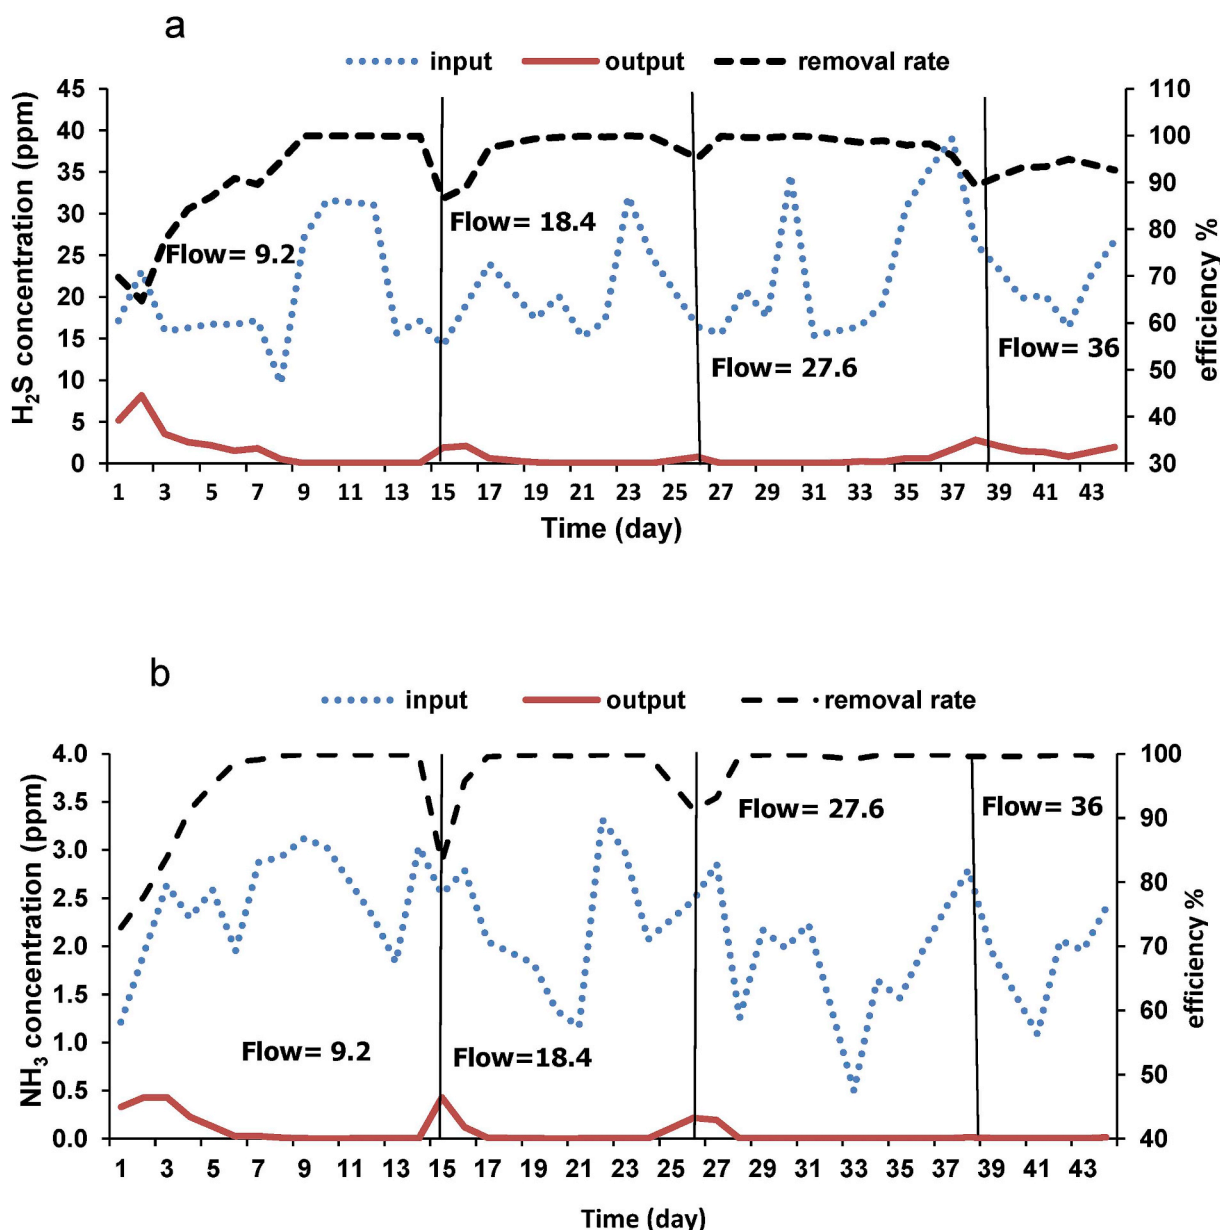 a
input output removal rate
45 110
40 100
35 90
30 80
25 70
20 60
15 50
10 40
5
0 30
H2S concentration (ppm)
efficiency %
Flow= 9.2
Flow= 18.4
Flow= 27.6
Flow= 36
1 3 5 7 9 11 13 15 17 19 21 23 25 27 29 31 33 35 37 39 41 43
Time (day)
b
input output removal rate
4.0 100
3.5
3.0 90
2.5 80
2.0 70
1.5 60
1.0
0.5 50
0.0 40
NH3 concentration (ppm)
efficiency %
Flow= 27.6
Flow= 36
Flow= 9.2
Flow=18.4
1 3 5 7 9 11 13 15 17 19 21 23 25 27 29 31 33 35 37 39 41 43
Time (day)